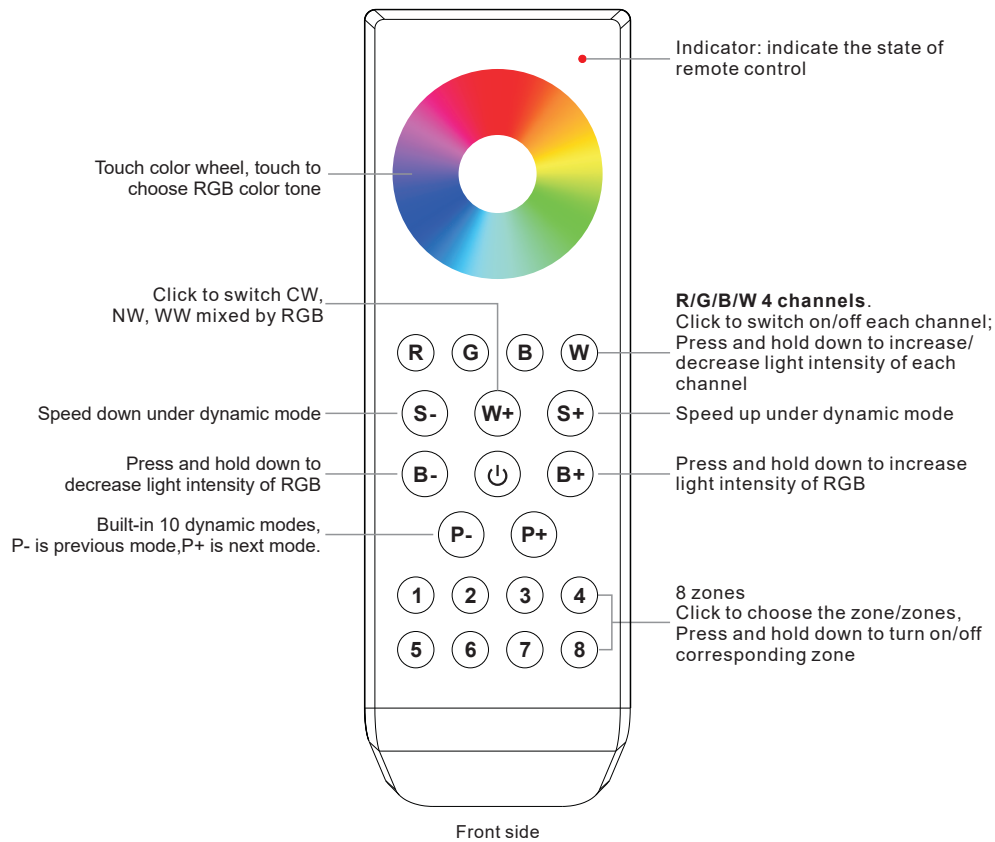 Indicator: indicate the state of
remote control
Touch color wheel, touch to
choose RGB color tone
Click to switch CW,
NW, WW mixed by RGB
R/G/B/W 4 channels.
Click to switch on/off each channel;
Press and hold down to increase/
decrease light intensity of each
channel
R G B W
Speed down under dynamic mode
S- W+ S+
Speed up under dynamic mode
Press and hold down to
decrease light intensity of RGB
B- B+
Press and hold down to increase
light intensity of RGB
Built-in 10 dynamic modes,
P- is previous mode,P+ is next mode.
P- P+
1 2 3 4
5 6 7 8
8 zones
Click to choose the zone/zones,
Press and hold down to turn on/off
corresponding zone
Front side